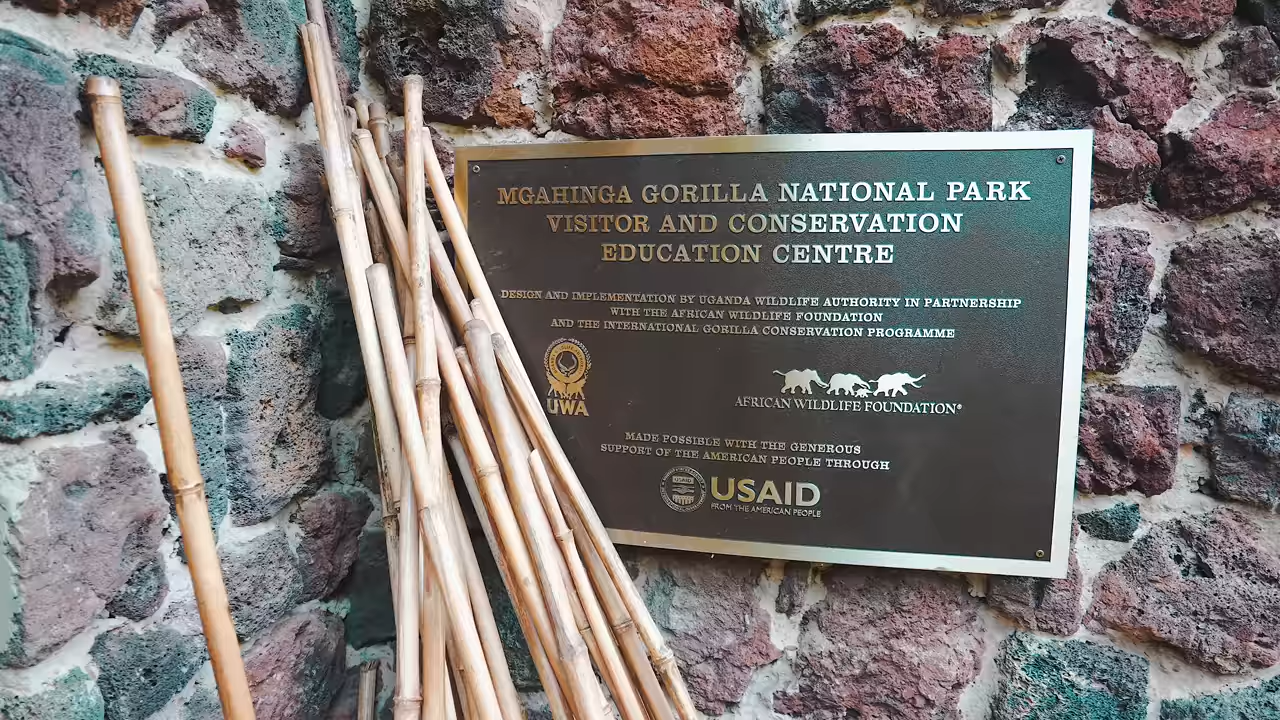 MGAHINGA GORILLA NATIONAL PARK
VISITOR AND CONSERVATION
EDUCATION CENTRE
DESIGN AND IMPLEMENTATION BY UGANDA WILDLIFE AUTHORITY IN PARTNERSHIP
WITH THE AFRICAN WILDLIFE FOUNDATION
AND THE INTERNATIONAL GORILLA CONSERVATION PROGRAMME
UWA
AFRICAN WILDLIFE FOUNDATION®
MADE POSSIBLE WITH THE GENEROUS
SUPPORT OF THE AMERICAN PEOPLE THROUGH
USAID
USAID
FROM THE AMERICAN PEOPLE